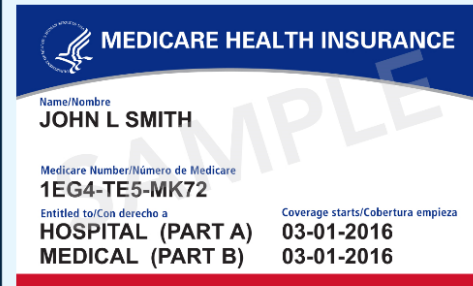 MEDICARE HEALTH INSURANCE
Name/Nombre
JOHN L SMITH
Medicare Number/Número de Medicare
1EG4-TE5-MK72
Entitled to/Con derecho a Coverage starts/Cobertura empieza
HOSPITAL (PART A) 03-01-2016
MEDICAL (PART B) 03-01-2016
SAMPLE